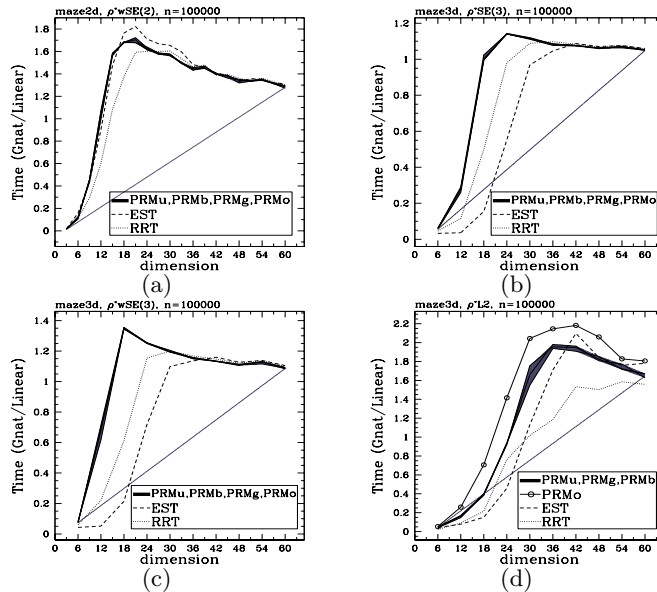 maze2d, ρ*wSE(2), n=100000
Time (Gnat/Linear)
1.8
1.6
1.4
1.2
1
0.8
0.6
0.4
0.2
0
PRMu,PRMb,PRMg,PRMo
EST
RRT
0 6 12 18 24 30 36 42 48 54 60
dimension
(a)
maze3d, ρ*SE(3), n=100000
Time (Gnat/Linear)
1.2
1
0.8
0.6
0.4
0.2
0
PRMu,PRMb,PRMg,PRMo
EST
RRT
0 6 12 18 24 30 36 42 48 54 60
dimension
(b)
maze3d, ρ*wSE(3), n=100000
Time (Gnat/Linear)
1.4
1.2
1
0.8
0.6
0.4
0.2
0
PRMu,PRMb,PRMg,PRMo
EST
RRT
0 6 12 18 24 30 36 42 48 54 60
dimension
(c)
maze3d, ρ*L2, n=100000
Time (Gnat/Linear)
2.2
2
1.8
1.6
1.4
1.2
1
0.8
0.6
0.4
0.2
0
PRMu,PRMg,PRMb
PRMo
EST
RRT
0 6 12 18 24 30 36 42 48 54 60
dimension
(d)